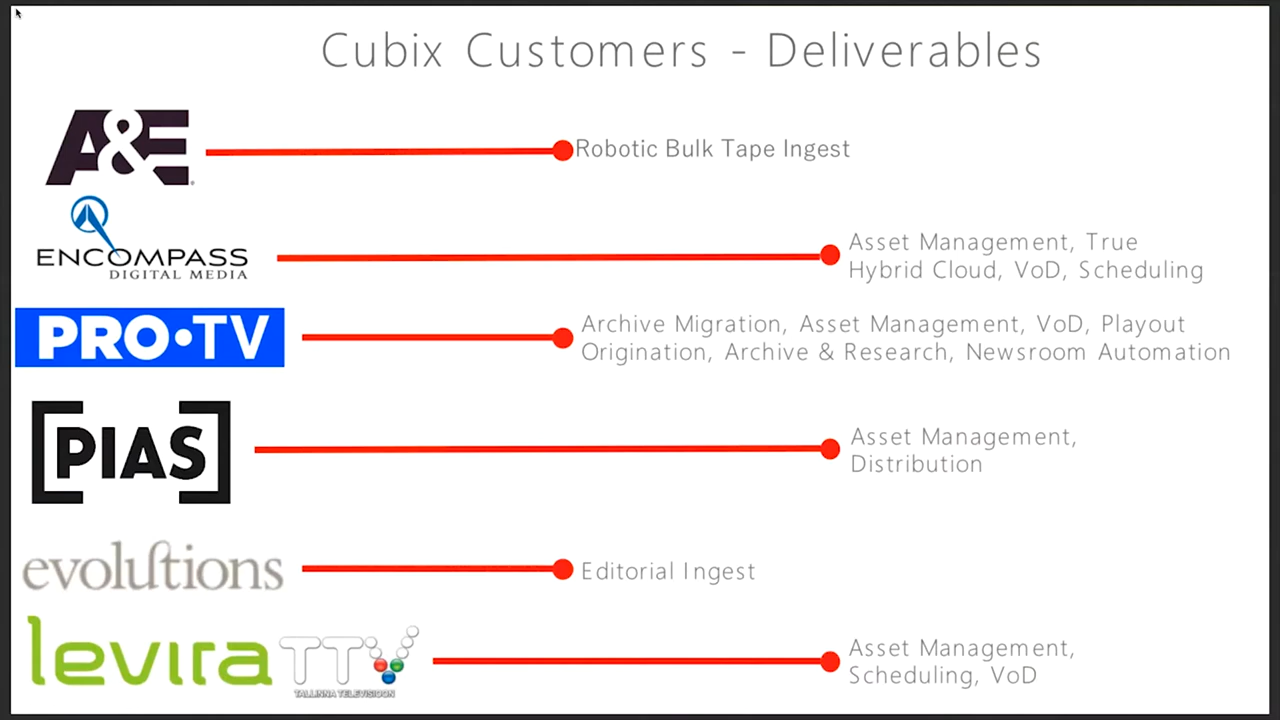 Cubix Customers - Deliverables
A&E
Robotic Bulk Tape Ingest
ENCOMPASS
DIGITAL MEDIA
Asset Management, True
Hybrid Cloud, VoD, Scheduling
PRO•TV
Archive Migration, Asset Management, VoD, Playout
Origination, Archive & Research, Newsroom Automation
[PIAS]
Asset Management,
Distribution
evolutions
Editorial Ingest
levira TTV
TALLINNA TELEVISIOON
Asset Management,
Scheduling, VoD